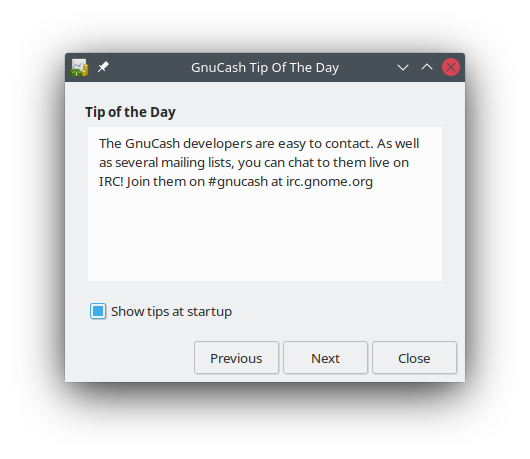 GnuCash Tip Of The Day
Tip of the Day
The GnuCash developers are easy to contact. As well
as several mailing lists, you can chat to them live on
IRC! Join them on #gnucash at irc.gnome.org
Show tips at startup
Previous Next Close